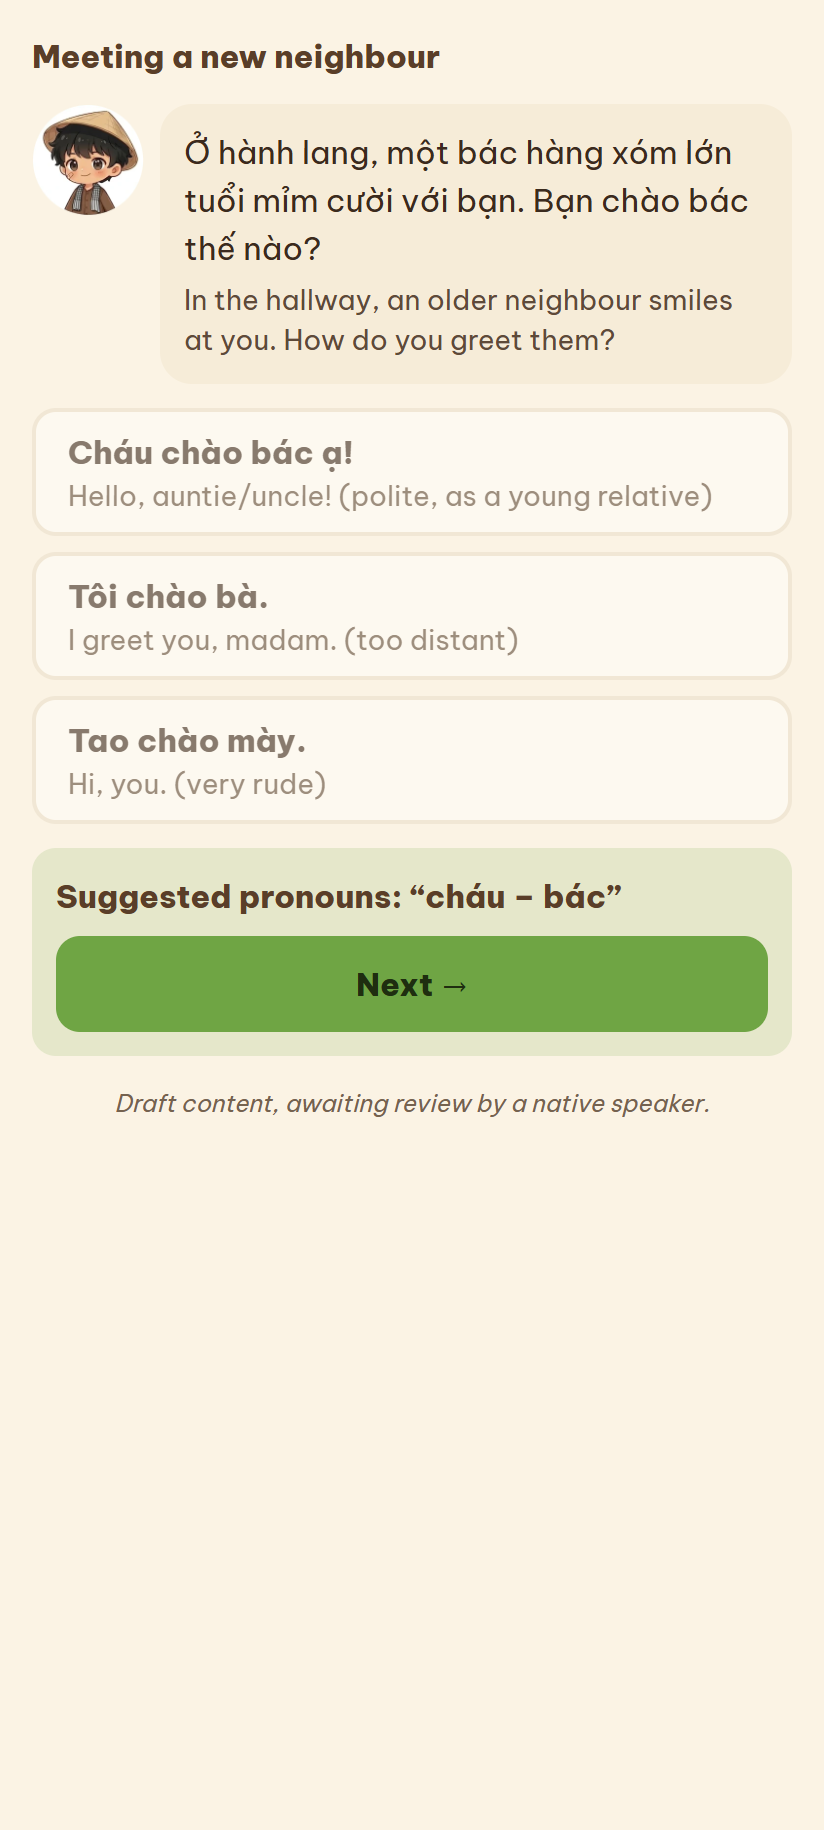 Meeting a new neighbour
Ở hành lang, một bác hàng xóm lớn
tuổi mỉm cười với bạn. Bạn chào bác
thế nào?
In the hallway, an older neighbour smiles
at you. How do you greet them?
Cháu chào bác ạ!
Hello, auntie/uncle! (polite, as a young relative)
Tôi chào bà.
I greet you, madam. (too distant)
Tao chào mày.
Hi, you. (very rude)
Suggested pronouns: “cháu – bác”
Next →
Draft content, awaiting review by a native speaker.